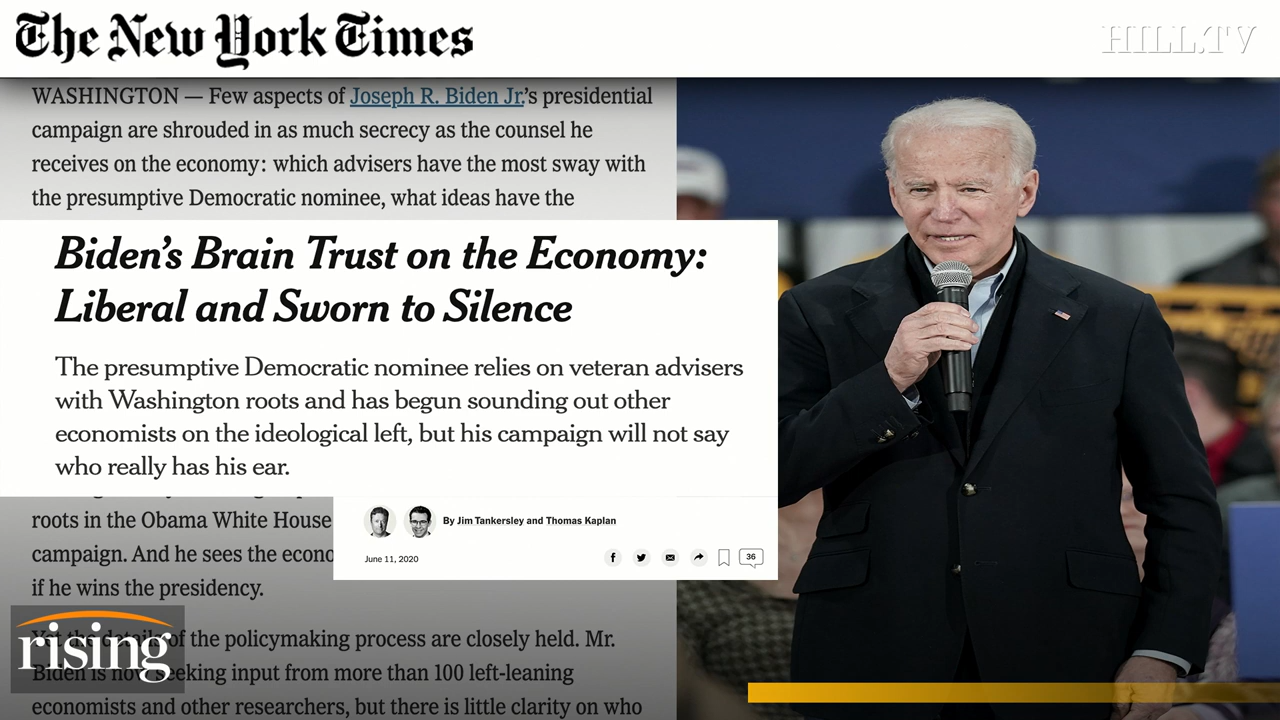 The New York Times
HILL.TV
WASHINGTON — Few aspects of Joseph R. Biden Jr.'s presidential
campaign are shrouded in as much secrecy as the counsel he
receives on the economy: which advisers have the most sway with
the presumptive Democratic nominee, what ideas have the
Biden's Brain Trust on the Economy:
Liberal and Sworn to Silence
The presumptive Democratic nominee relies on veteran advisers
with Washington roots and has begun sounding out other
economists on the ideological left, but his campaign will not say
who really has his ear.
By Jim Tankersley and Thomas Kaplan
June 11, 2020
36
roots in the Obama White House
campaign. And he sees the econo
if he wins the presidency.
Yet the details of the policymaking process are closely held. Mr.
Biden is now seeking input from more than 100 left-leaning
economists and other researchers, but there is little clarity on who
rising